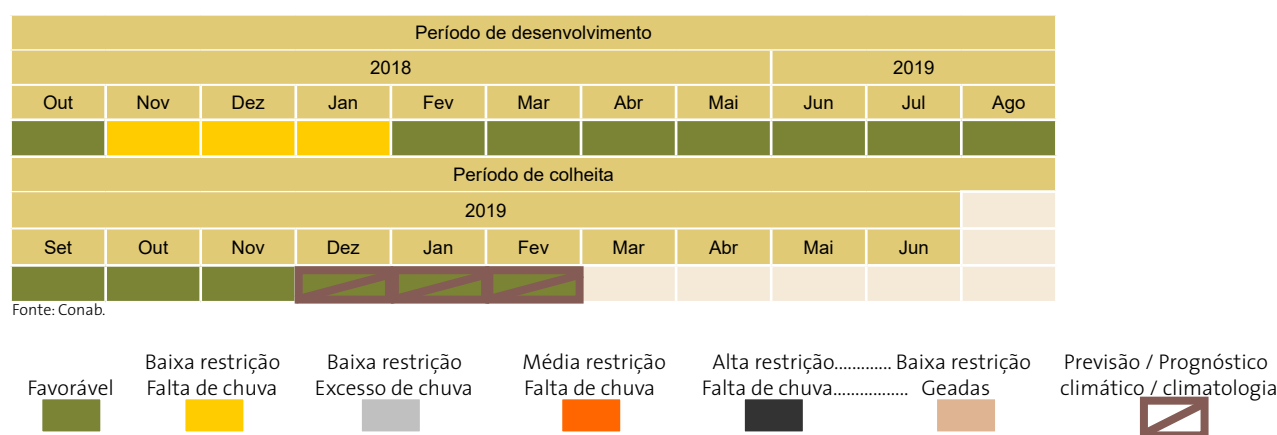 Período de desenvolvimento
2018 2019
Out Nov Dez Jan Fev Mar Abr Mai Jun Jul Ago
Período de colheita
2019
Set Out Nov Dez Jan Fev Mar Abr Mai Jun
Fonte: Conab.
Baixa restrição Baixa restrição Média restrição Alta restrição............. Baixa restrição Previsão / Prognóstico
Favorável Falta de chuva Excesso de chuva Falta de chuva Falta de chuva................. Geadas climático / climatologia